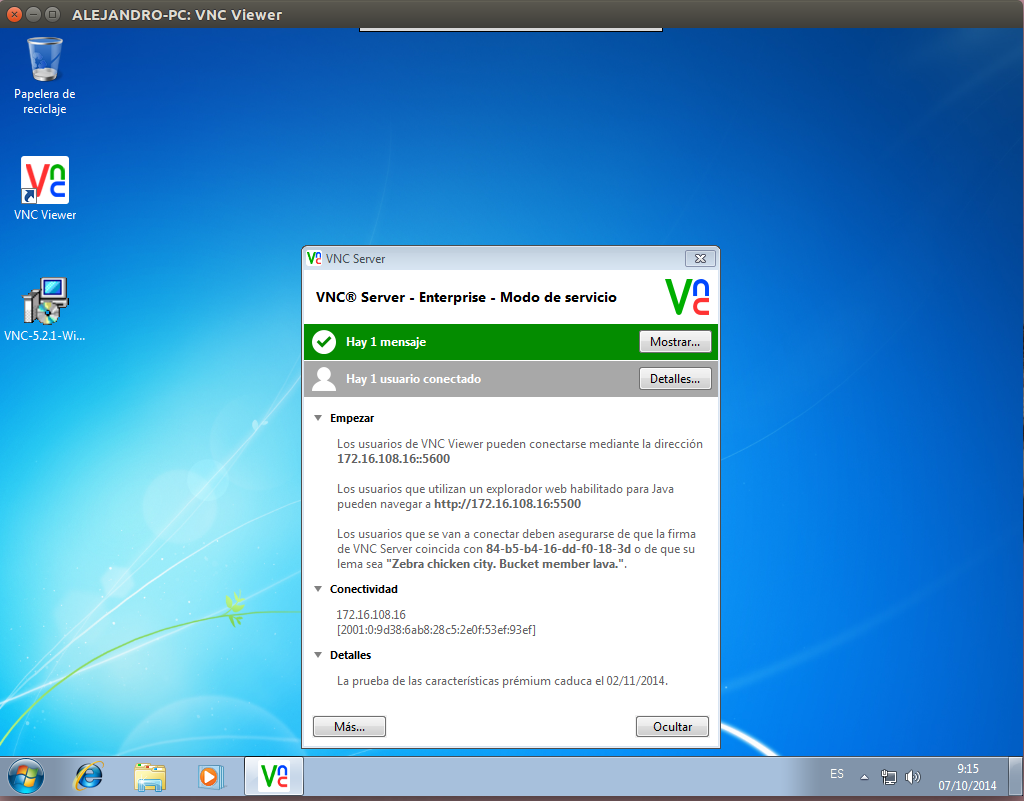 ALEJANDRO-PC: VNC Viewer
Papelera de
reciclaje
VNC Viewer
VNC-5.2.1-Wi...
VNC Server
VNC® Server - Enterprise - Modo de servicio
Hay 1 mensaje
Mostrar...
Hay 1 usuario conectado
Detalles...
Empezar
Los usuarios de VNC Viewer pueden conectarse mediante la dirección
172.16.108.16::5600
Los usuarios que utilizan un explorador web habilitado para Java
pueden navegar a http://172.16.108.16:5500
Los usuarios que se van a conectar deben asegurarse de que la firma
de VNC Server coincida con 84-b5-b4-16-dd-f0-18-3d o de que su
lema sea "Zebra chicken city. Bucket member lava.".
Conectividad
172.16.108.16
[2001:0:9d38:6ab8:28c5:2e0f:53ef:93ef]
Detalles
La prueba de las características prémium caduca el 02/11/2014.
Más...
Ocultar
ES
9:15
07/10/2014